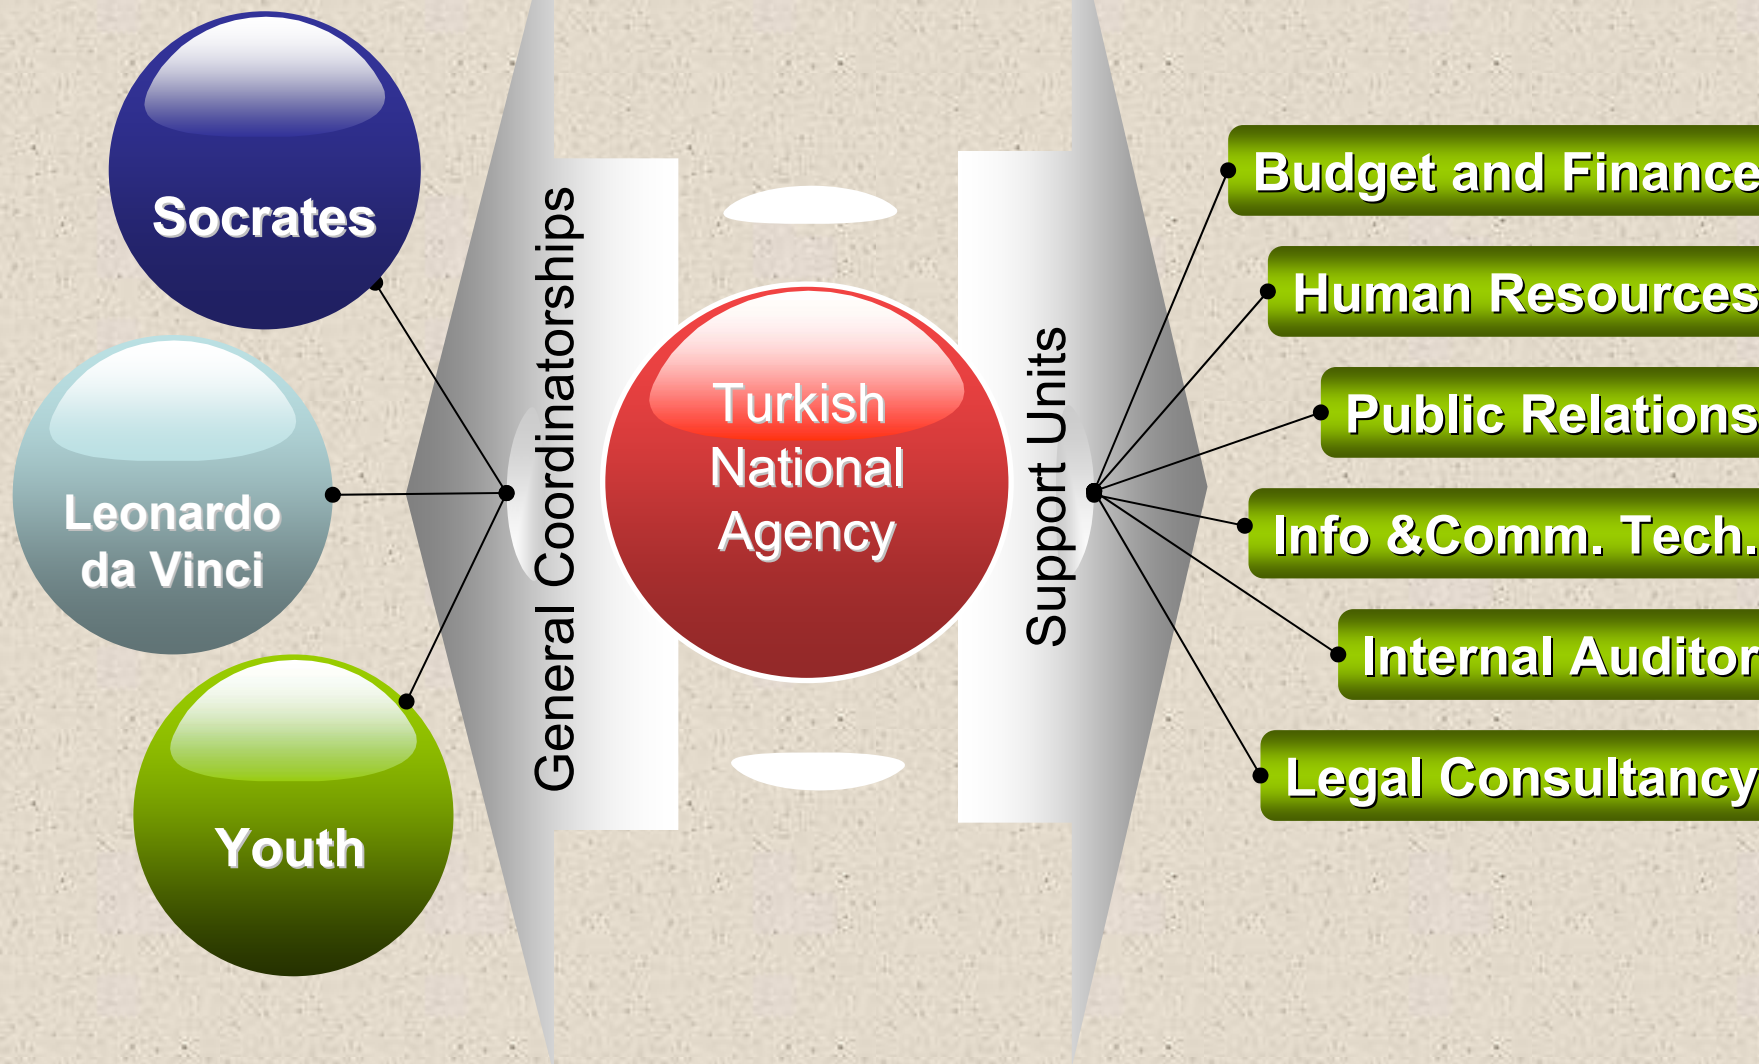 Socrates
Leonardo
da Vinci
Youth
General Coordinatorships
Turkish
National
Agency
Support Units
Budget and Finance
Human Resources
Public Relations
Info &Comm. Tech.
Internal Auditor
Legal Consultancy